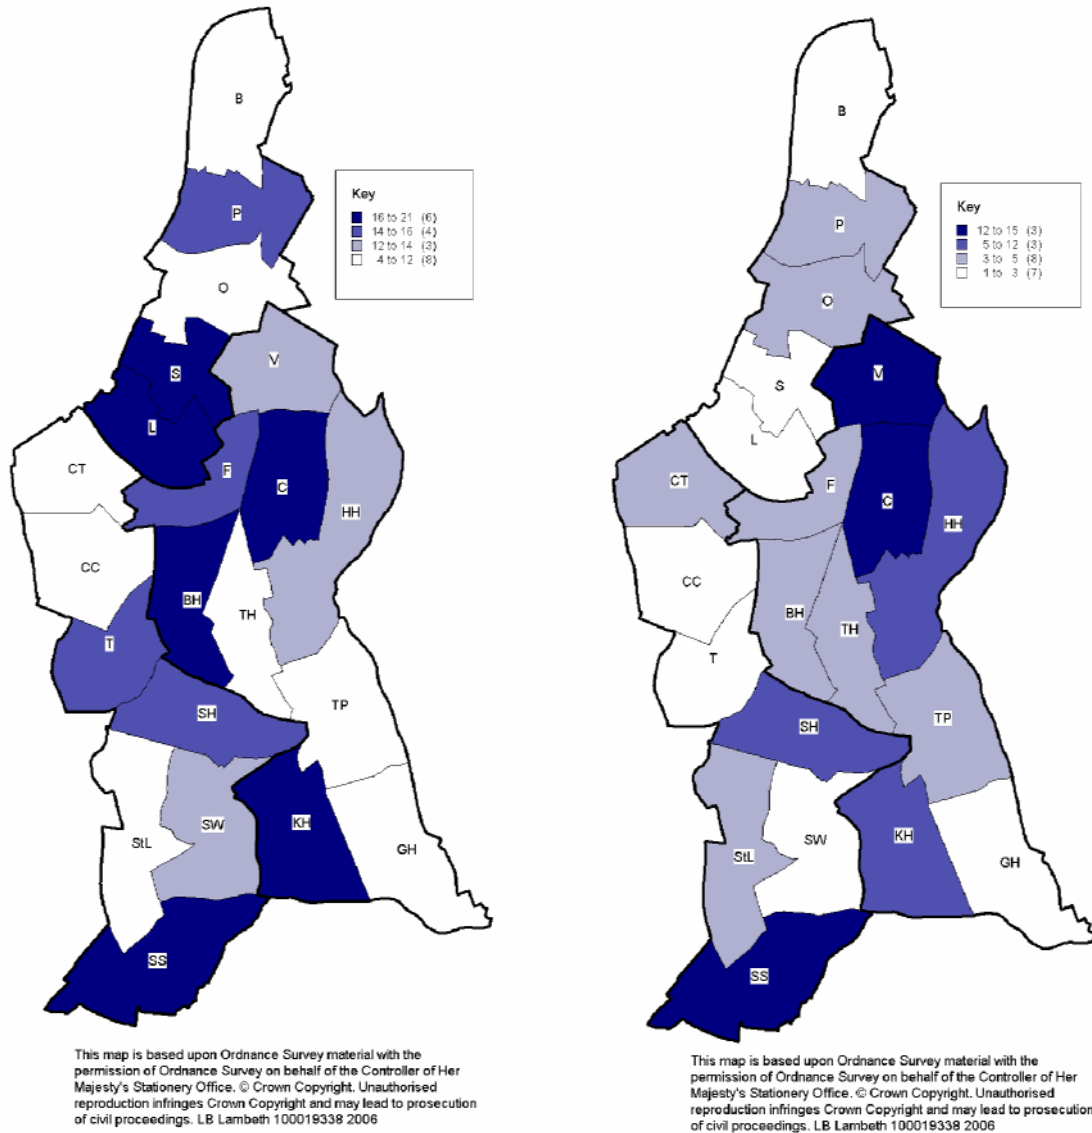 B
P
O
V
S
L
F
C
CT
HH
CC
BH
TH
T
SH
TP
SW
KH
StL
GH
SS
Key
16 to 21 (6)
14 to 16 (4)
12 to 14 (3)
4 to 12 (8)
This map is based upon Ordnance Survey material with the
permission of Ordnance Survey on behalf of the Controller of Her
Majesty's Stationery Office. © Crown Copyright. Unauthorised
reproduction infringes Crown Copyright and may lead to prosecution
of civil proceedings. LB Lambeth 100019338 2006
B
P
O
V
S
L
F
CT
C
HH
CC
BH
TH
T
SH
TP
KH
SW
StL
GH
SS
Key
12 to 15 (3)
5 to 12 (3)
3 to 5 (8)
1 to 3 (7)
This map is based upon Ordnance Survey material with the
permission of Ordnance Survey on behalf of the Controller of Her
Majesty's Stationery Office. © Crown Copyright. Unauthorised
reproduction infringes Crown Copyright and may lead to prosecution
of civil proceedings. LB Lambeth 100019338 2006